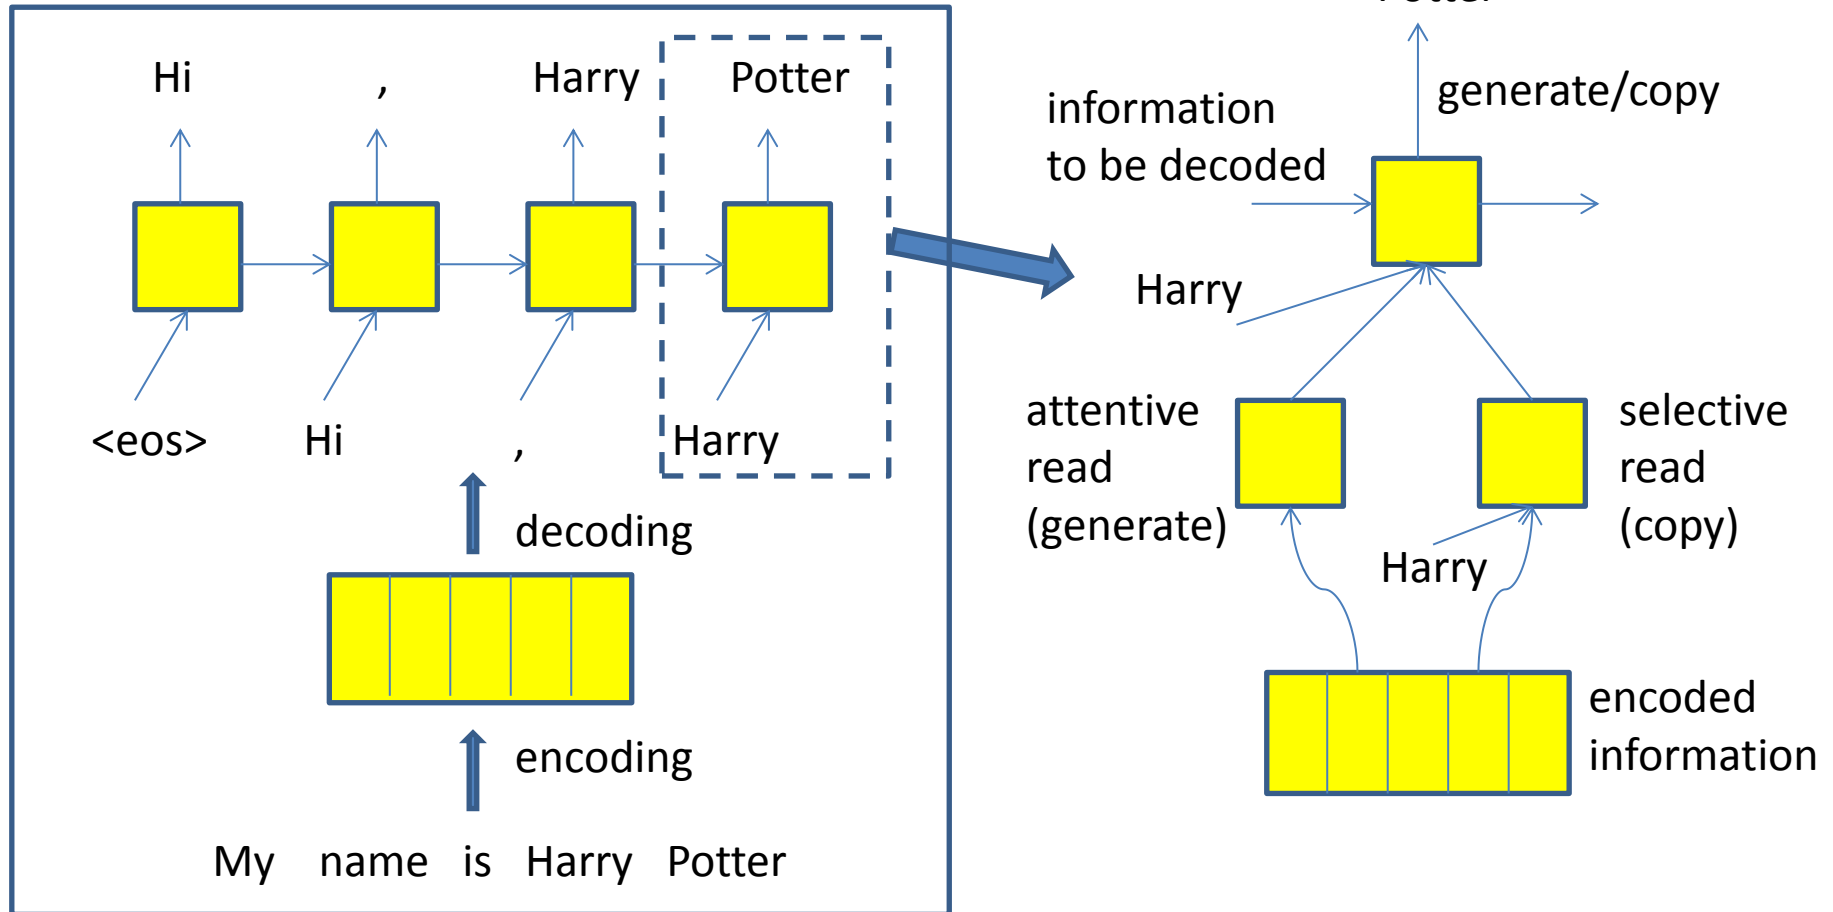 Hi , Harry Potter
<eos> Hi , Harry
decoding
encoding
My name is Harry Potter
generate/copy
information
to be decoded
Harry
attentive
read
(generate)
selective
read
(copy)
Harry
encoded
information